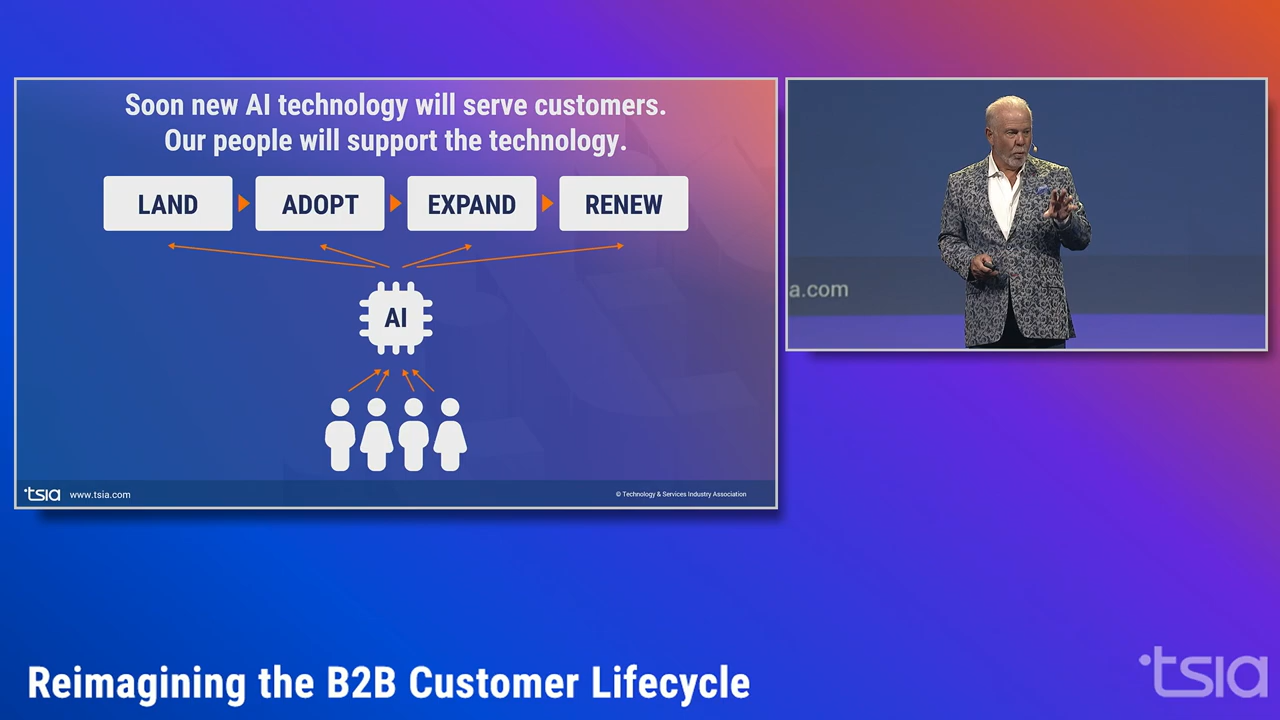 Soon new AI technology will serve customers.
Our people will support the technology.
LAND
ADOPT
EXPAND
RENEW
AI
tsia
www.tsia.com
© Technology & Services Industry Association
a.com
Reimagining the B2B Customer Lifecycle
tsia